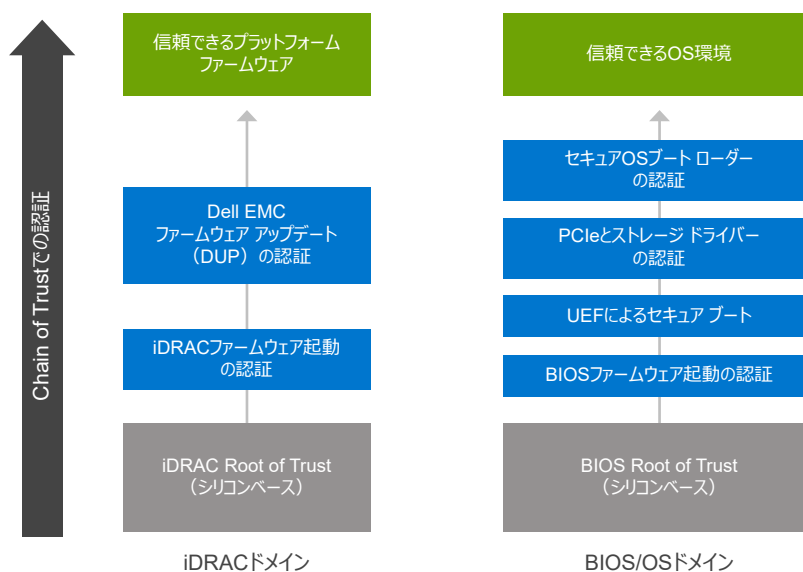 Chain of Trustでの認証
信頼できるプラットフォーム
ファームウェア
Dell EMC
ファームウェア アップデート
（DUP）の認証
iDRACファームウェア起動
の認証
iDRAC Root of Trust
（シリコンベース）
iDRACドメイン
信頼できるOS環境
セキュアOSブート ローダー
の認証
PCIeとストレージ ドライバー
の認証
UEFによるセキュア ブート
BIOSファームウェア起動の認証
BIOS Root of Trust
（シリコンベース）
BIOS/OSドメイン